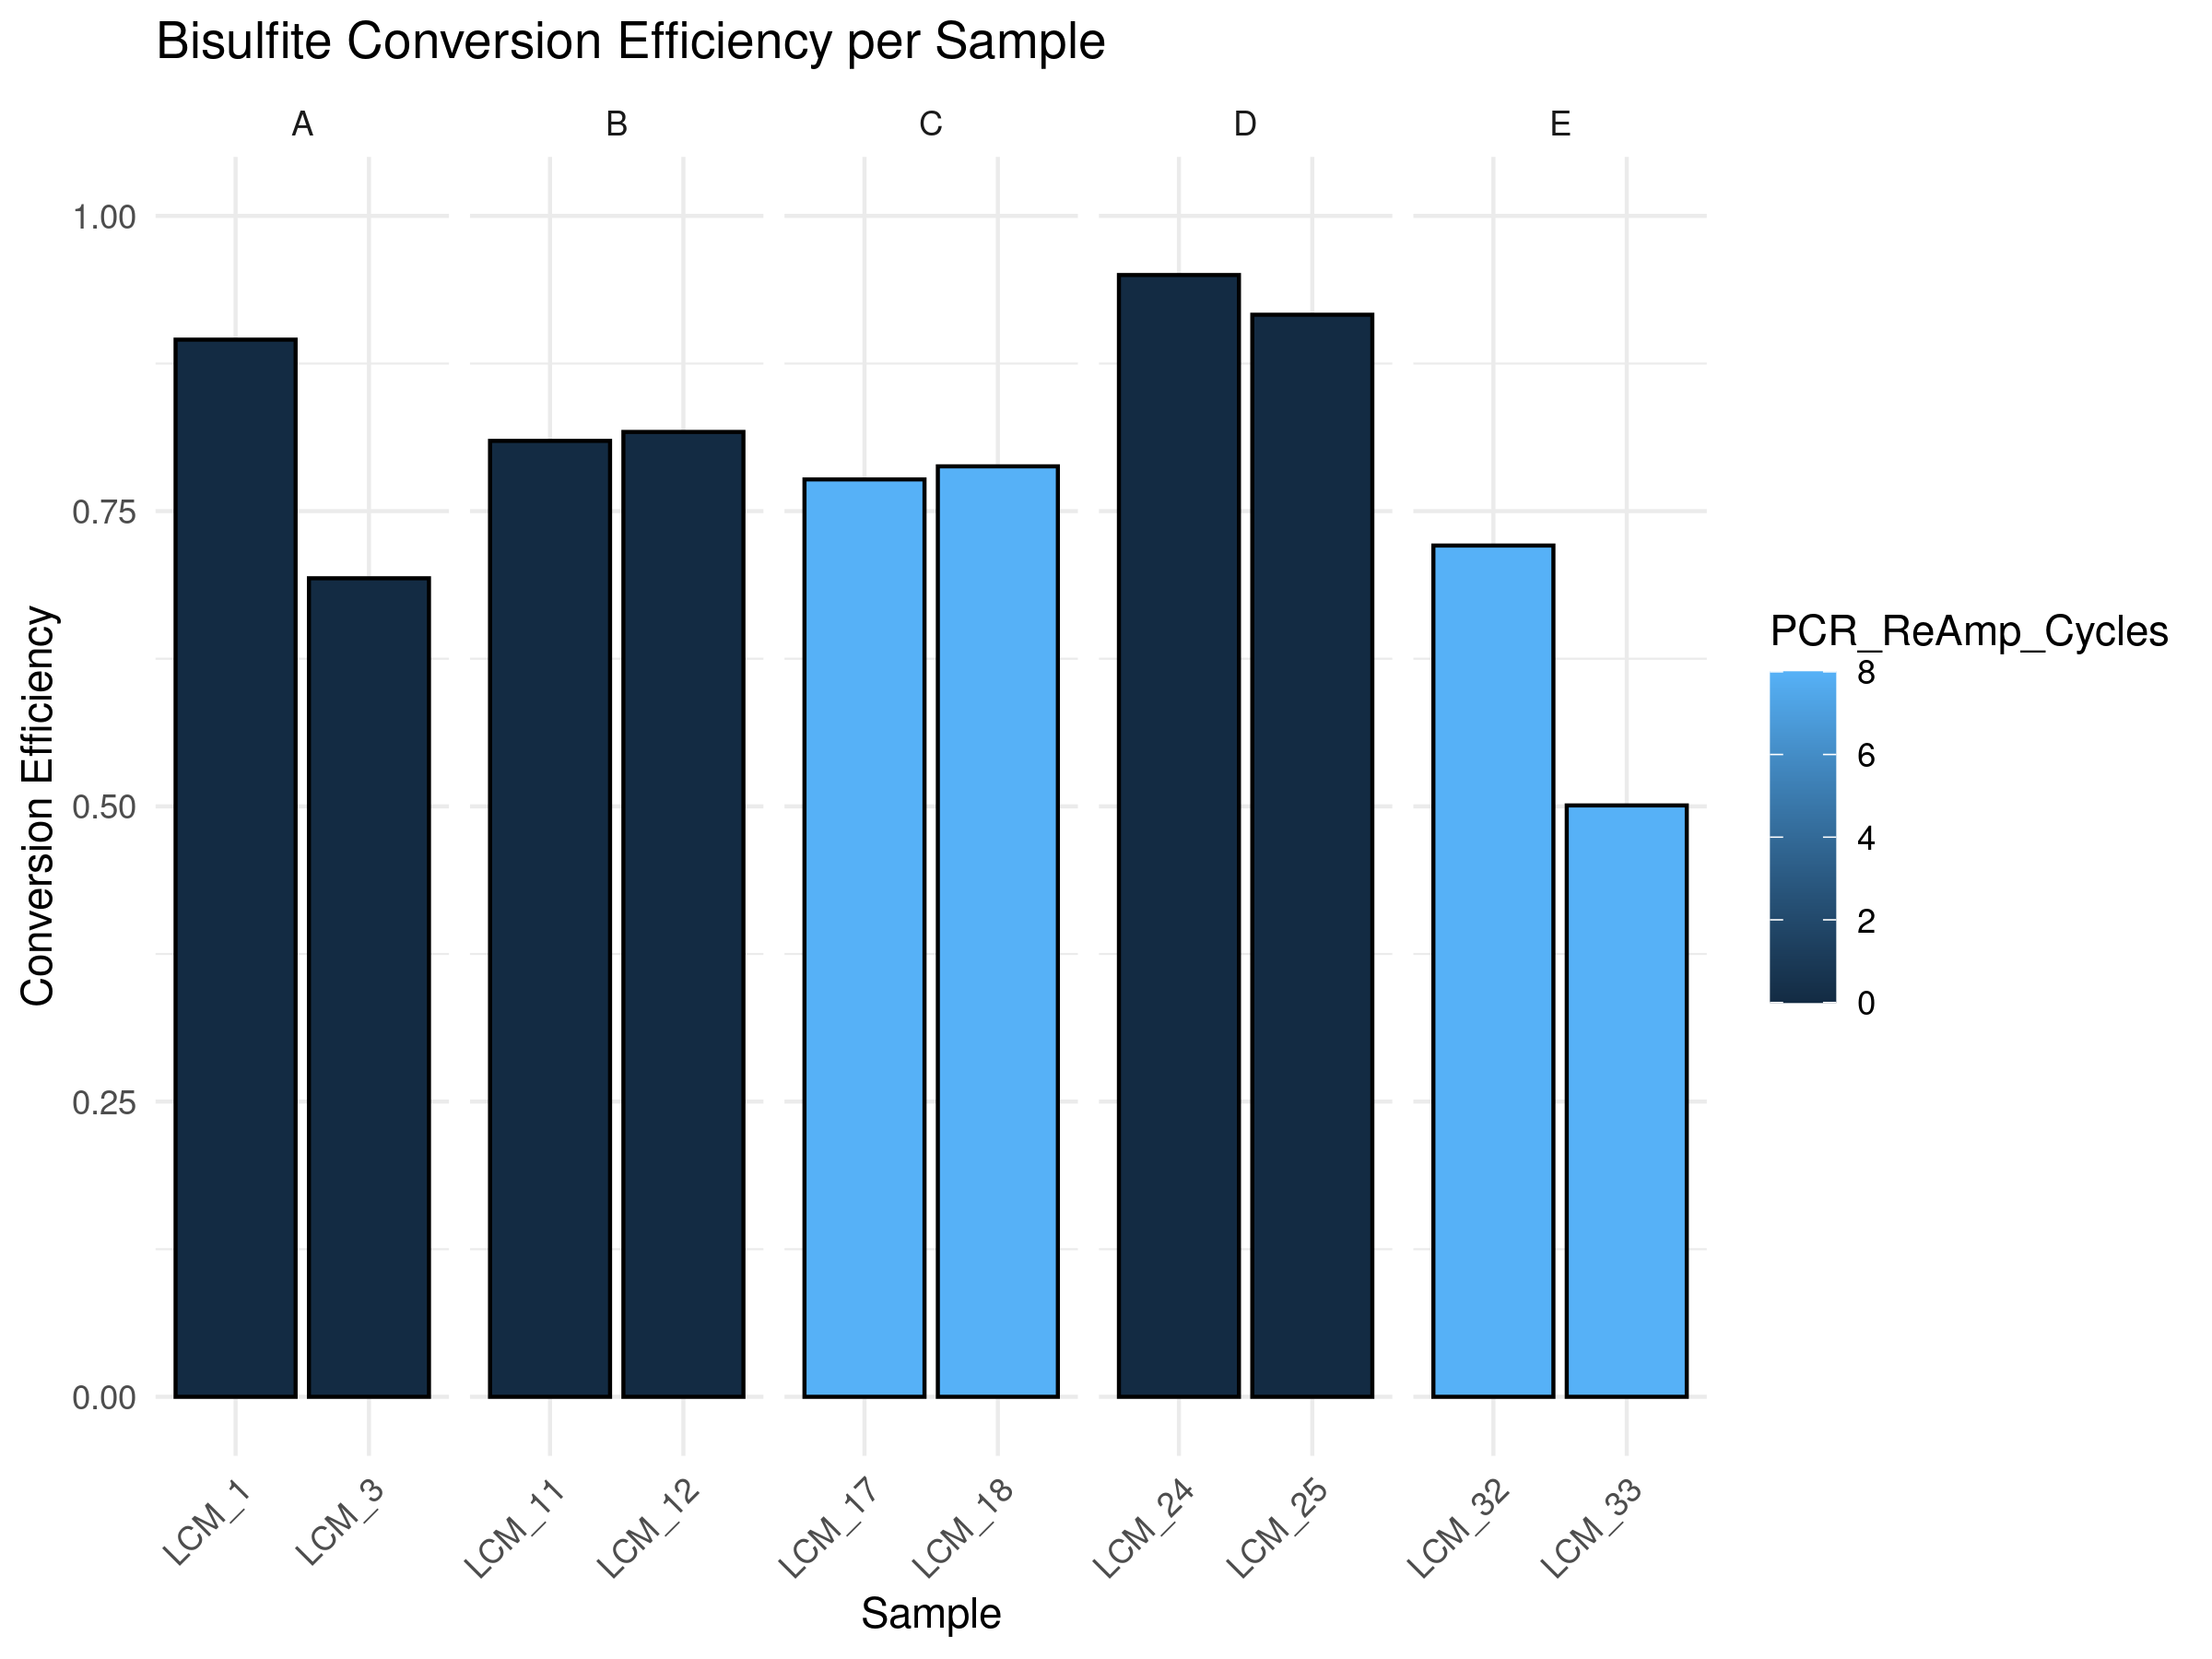 Bisulfite Conversion Efficiency per Sample
A B C D E
1.00
0.75
0.50
0.25
0.00
Conversion Efficiency
LCM_1 LCM_3 LCM_11 LCM_12 LCM_17 LCM_18 LCM_24 LCM_25 LCM_32 LCM_33
Sample
PCR_ReAmp_Cycles
8
6
4
2
0